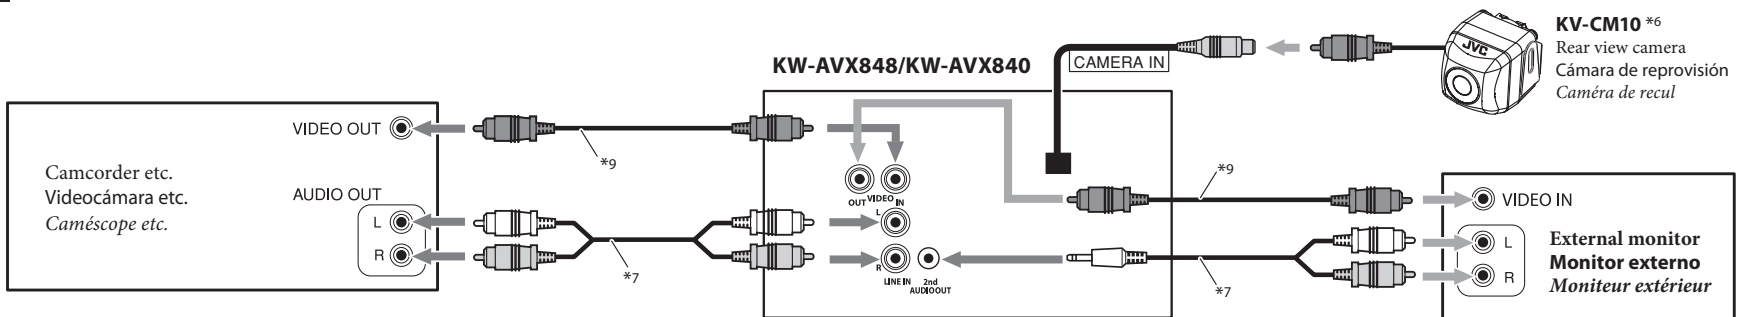 KV-CM10 *6
Rear view camera
Cámara de reprovisión
Caméra de recul
JVC
CAMERA IN
KW-AVX848/KW-AVX840
VIDEO OUT
*9
Camcorder etc.
Videocámara etc.
Caméscope etc.
AUDIO OUT
L
R
*7
OUT VIDEO IN
L
R
LINE IN
2nd
AUDIO OUT
*9
*7
VIDEO IN
L
R
External monitor
Monitor externo
Moniteur extérieur